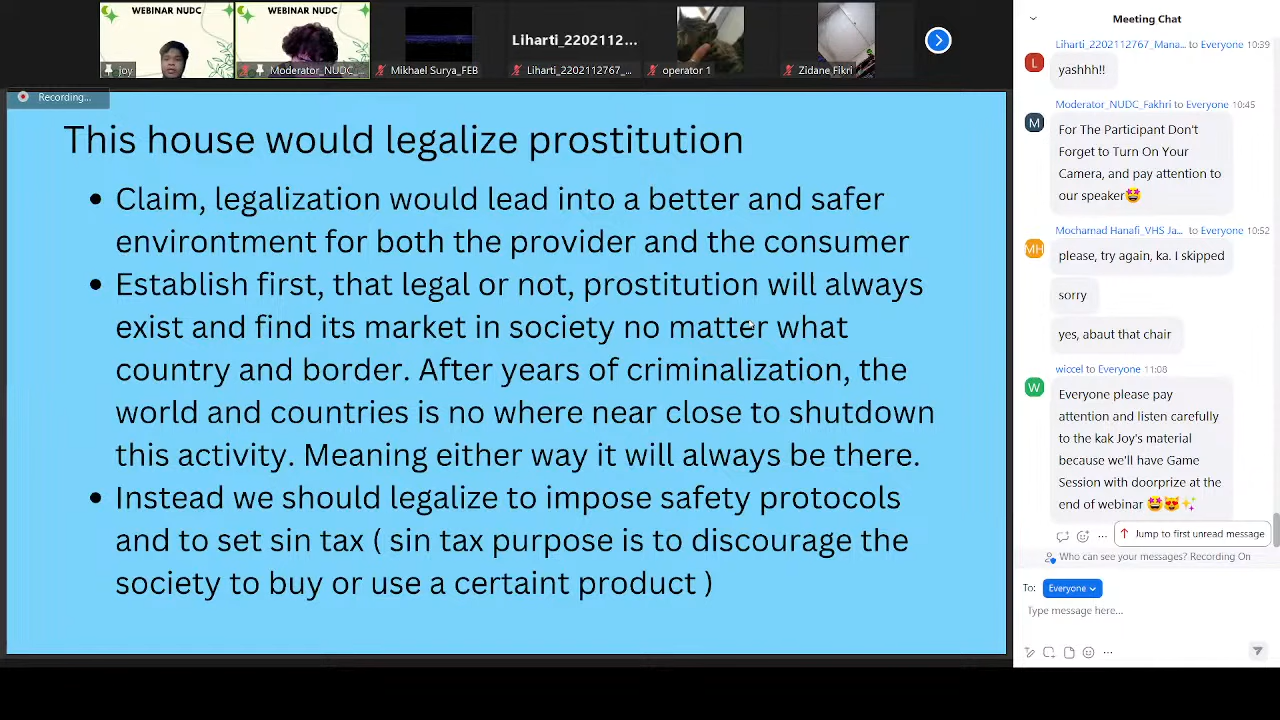 WEBINAR NUDC
joy
WEBINAR NUDC
Moderator_NUDC_...
Mikhael Surya_FEB
Liharti_2202112...
Liharti_2202112767_...
operator 1
Zidane Fikri
Recording...
This house would legalize prostitution
• Claim, legalization would lead into a better and safer
environtment for both the provider and the consumer
• Establish first, that legal or not, prostitution will always
exist and find its market in society no matter what
country and border. After years of criminalization, the
world and countries is no where near close to shutdown
this activity. Meaning either way it will always be there.
• Instead we should legalize to impose safety protocols
and to set sin tax ( sin tax purpose is to discourage the
society to buy or use a certaint product )
Meeting Chat
Liharti_2202112767_Mana... to Everyone 10:39
L
yashhh!!
Moderator_NUDC_Fakhri to Everyone 10:45
M
For The Participant Don't
Forget to Turn On Your
Camera, and pay attention to
our speaker🤩
Mochamad Hanafi_VHS Ja... to Everyone 10:52
MH
please, try again, ka. I skipped
sorry
yes, abaut that chair
wiccel to Everyone 11:08
W
Everyone please pay
attention and listen carefully
to the kak Joy's material
because we'll have Game
Session with doorprize at the
end of webinar 🤩😍✨
Jump to first unread message
Who can see your messages? Recording On
To: Everyone
Type message here...